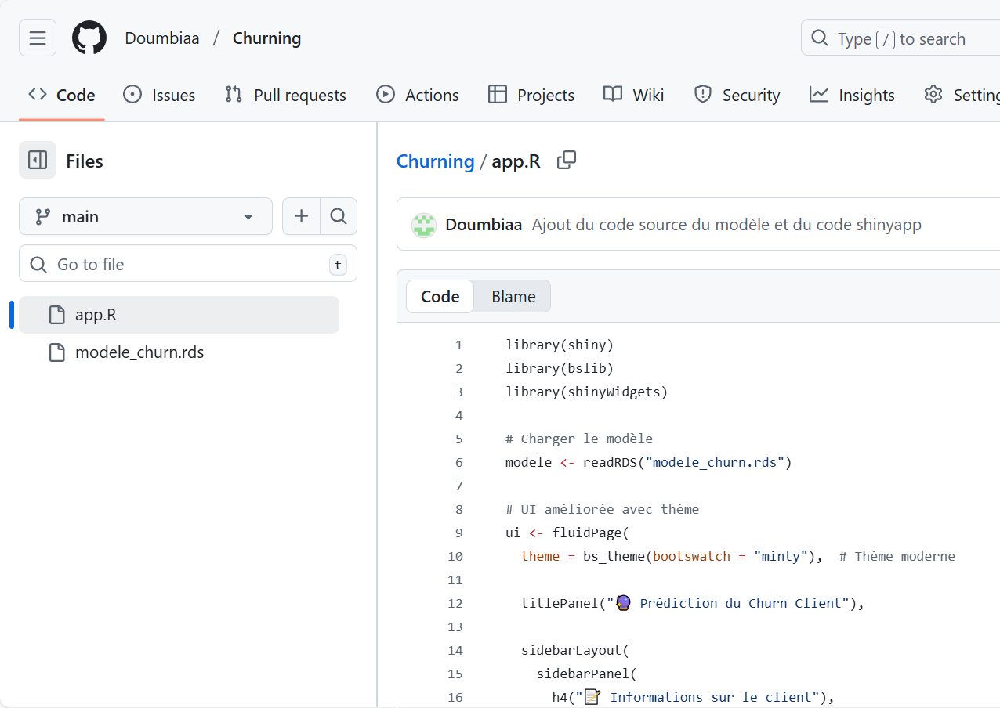 Doumbiaa / Churning
Type / to search
Code Issues Pull requests Actions Projects Wiki Security Insights Setting
Files
main
Go to file t
app.R
modele_churn.rds
Churning / app.R
Doumbiaa Ajout du code source du modèle et du code shinyapp
Code Blame
1 library(shiny)
2 library(bslib)
3 library(shinyWidgets)
4
5 # Charger le modèle
6 modele <- readRDS("modele_churn.rds")
7
8 # UI améliorée avec thème
9 ui <- fluidPage(
10 theme = bs_theme(bootswatch = "minty"), # Thème moderne
11
12 titlePanel("🔮 Prédiction du Churn Client"),
13
14 sidebarLayout(
15 sidebarPanel(
16 h4("📝 Informations sur le client"),